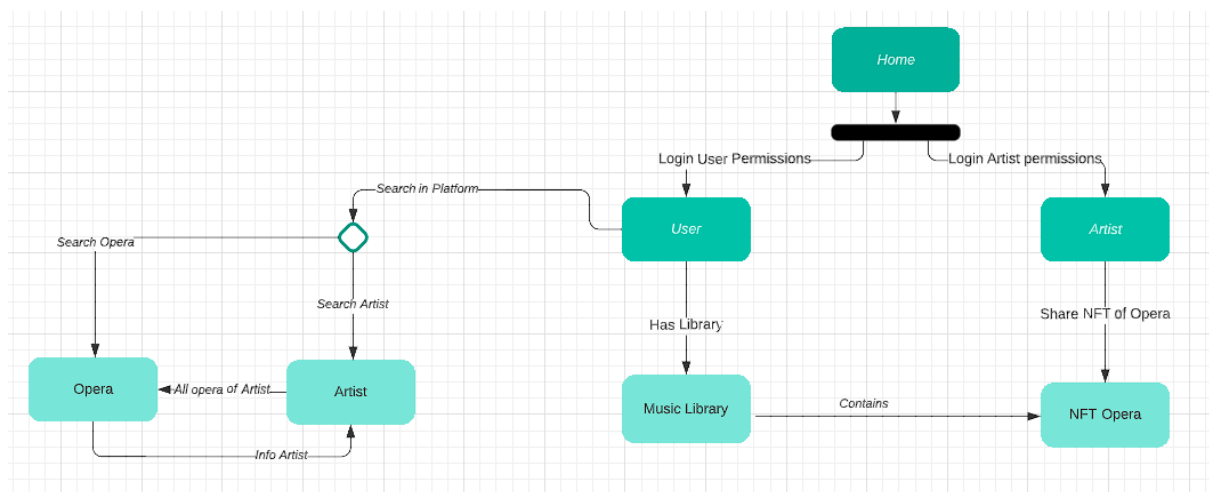 Home
Login User Permissions
Login Artist permissions
Search in Platform
User
Artist
Search Opera
Search Artist
Share NFT of Opera
Has Library
Opera
All opera of Artist
Artist
Music Library
Contains
NFT Opera
Info Artist